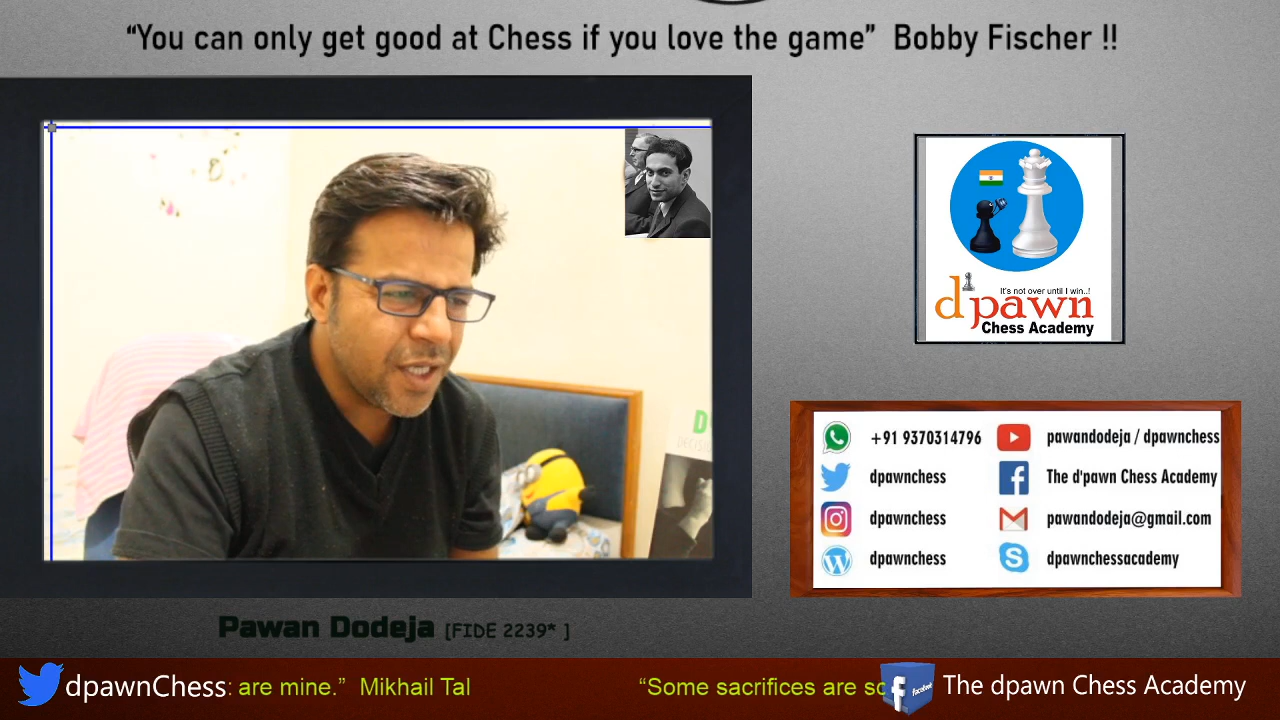 “You can only get good at Chess if you love the game”  Bobby Fischer !!
It's not over until I win..!
dpawn
Chess Academy
+91 9370314796
pawandodeja / dpawnchess
dpawnchess
The d'pawn Chess Academy
dpawnchess
pawandodeja@gmail.com
dpawnchess
dpawnchessacademy
Pawan Dodeja [FIDE 2239* ]
dpawnChess: are mine.”  Mikhail Tal
“Some sacrifices are
facebook
The dpawn Chess Academy